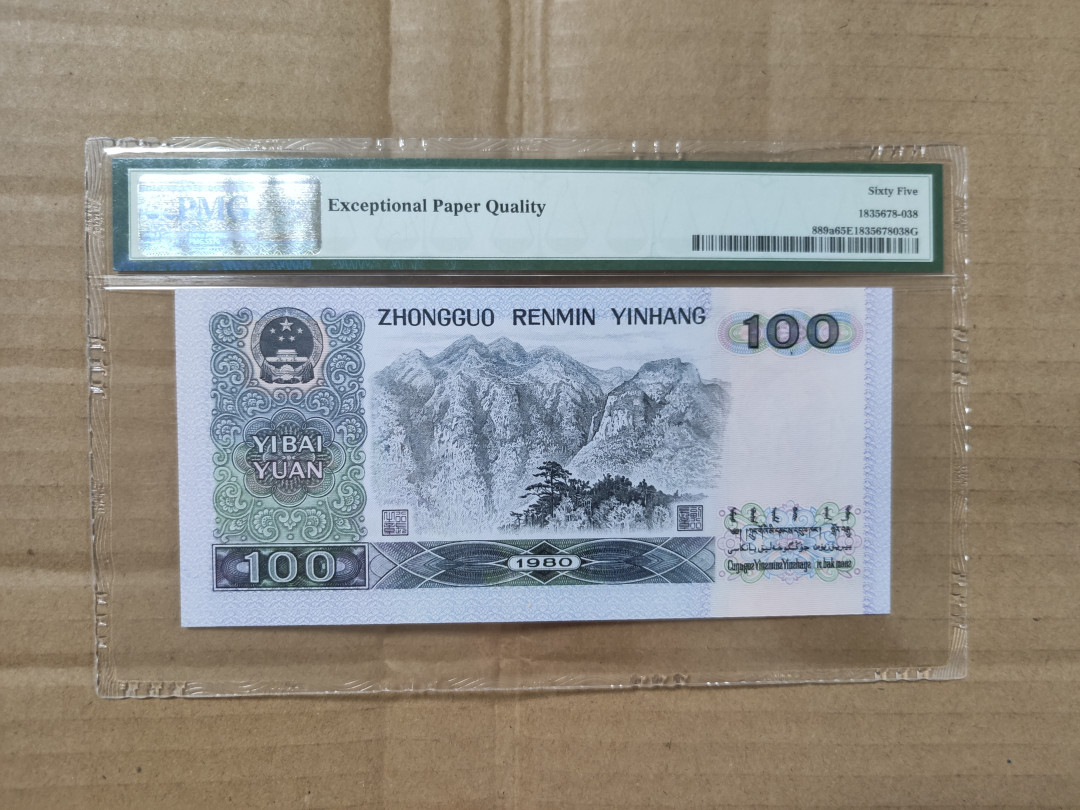 PMG
Exceptional Paper Quality
Sixty Five
1835678-038
889a65E1835678038G
ZHONGGUO RENMIN YINHANG
100
YIBAI
YUAN
100
1980